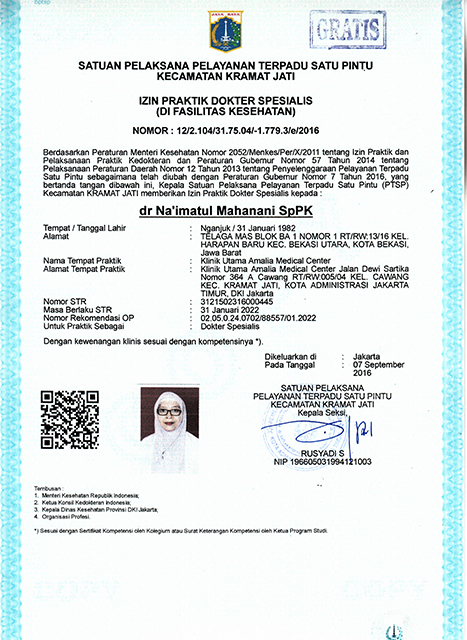 JAYA RAYA
GRATIS
SATUAN PELAKSANA PELAYANAN TERPADU SATU PINTU
KECAMATAN KRAMAT JATI
IZIN PRAKTIK DOKTER SPESIALIS
(DI FASILITAS KESEHATAN)
NOMOR : 12/2.104/31.75.04/-1.779.3/e/2016
Berdasarkan Peraturan Menteri Kesehatan Nomor 2052/Menkes/Per/X/2011 tentang Izin Praktik dan
Pelaksanaan Praktik Kedokteran dan Peraturan Gubernur Nomor 57 Tahun 2014 tentang
Pelaksanaan Peraturan Daerah Nomor 12 Tahun 2013 tentang Penyelenggaraan Pelayanan Terpadu
Satu Pintu sebagaimana telah diubah dengan Peraturan Gubernur Nomor 7 Tahun 2016, yang
bertanda tangan dibawah ini, Kepala Satuan Pelaksana Pelayanan Terpadu Satu Pintu (PTSP)
Kecamatan KRAMAT JATI memberikan Izin Praktik Dokter Spesialis kepada :
dr Na'imatul Mahanani SpPK
Tempat / Tanggal Lahir : Nganjuk / 31 Januari 1982
Alamat : TELAGA MAS BLOK BA 1 NOMOR 1 RT/RW:13/16 KEL.
HARAPAN BARU KEC. BEKASI UTARA, KOTA BEKASI,
Jawa Barat
Nama Tempat Praktik : Klinik Utama Amalia Medical Center
Alamat Tempat Praktik : Klinik Utama Amalia Medical Center Jalan Dewi Sartika
Nomor 364 A Cawang RT/RW:005/04 KEL. CAWANG
KEC. KRAMAT JATI, KOTA ADMINISTRASI JAKARTA
TIMUR, DKI Jakarta
Nomor STR : 3121502316000445
Masa Berlaku STR : 31 Januari 2022
Nomor Rekomendasi OP : 02.05.0.24.0702/88557/01.2022
Untuk Praktik Sebagai : Dokter Spesialis
Dengan kewenangan klinis sesuai dengan kompetensinya *).
Dikeluarkan di : Jakarta
Pada Tanggal : 07 September
2016
SATUAN PELAKSANA
PELAYANAN TERPADU SATU PINTU
KECAMATAN KRAMAT JATI
Kepala Seksi,
RUSYADI S
NIP 196605031994121003
Tembusan :
1. Menteri Kesehatan Republik Indonesia;
2. Ketua Konsil Kedokteran Indonesia;
3. Kepala Dinas Kesehatan Provinsi DKI Jakarta;
4. Organisasi Profesi.
*) Sesuai dengan Sertifikat Kompetensi oleh Kolegium atau Surat Keterangan Kompetensi oleh Ketua Program Studi.